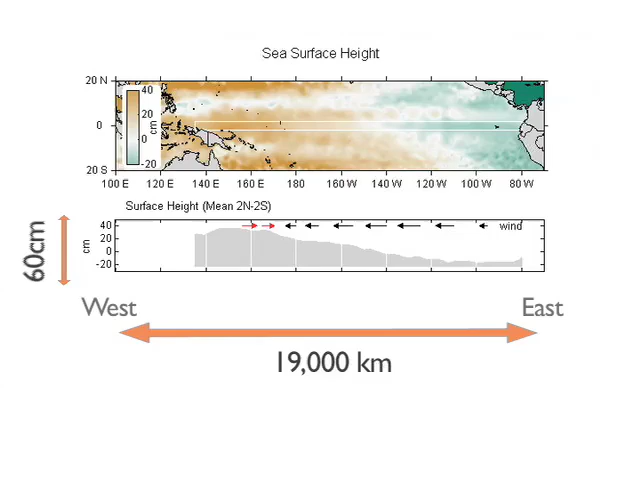 Sea Surface Height
20 N
0
20 S
40
20
0
-20
cm
100 E 120 E 140 E 160 E 180 E 160 W 140 W 120 W 100 W 80 W
Surface Height (Mean 2N-2S)
40
20
0
-20
cm
wind
60cm
West
East
19,000 km